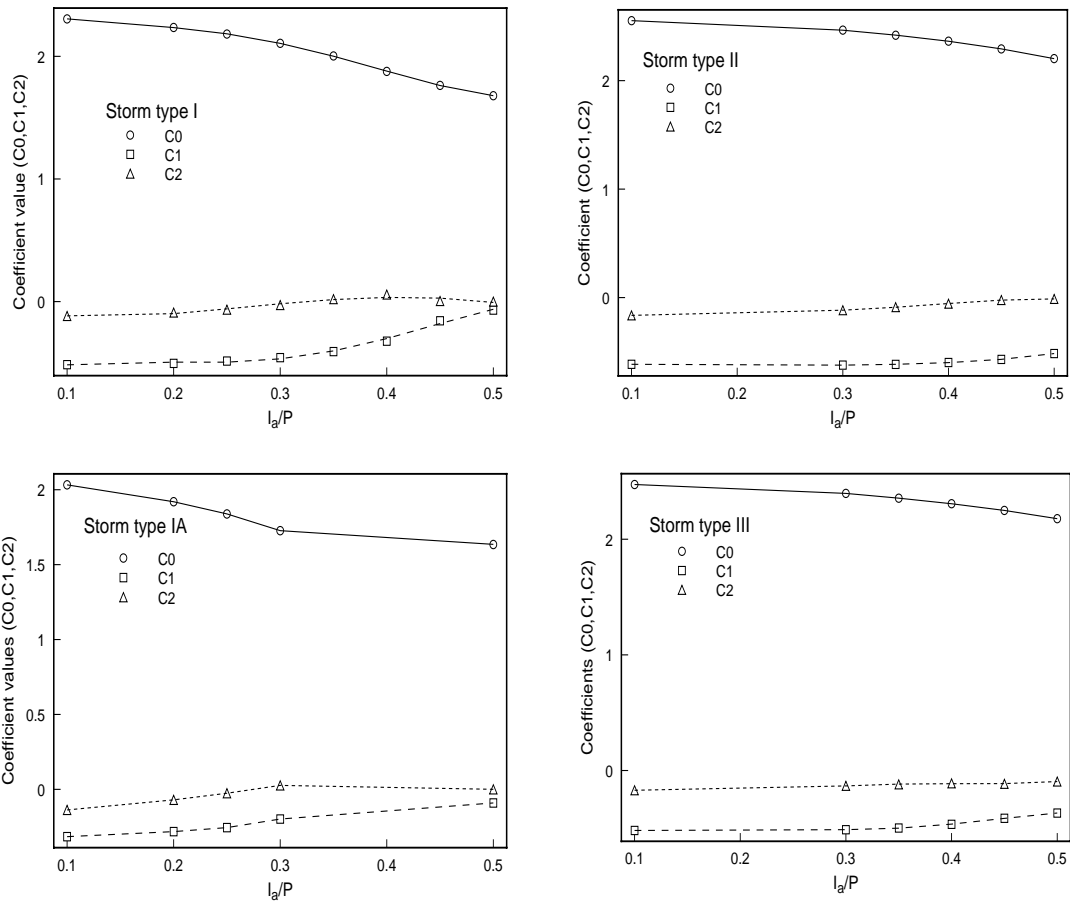 Coefficient value (C0,C1,C2)
2
1
0
Storm type I
C0
C1
C2
0.1 0.2 0.3 0.4 0.5
Ia/P
Coefficient (C0,C1,C2)
2
1
0
Storm type II
C0
C1
C2
0.1 0.2 0.3 0.4 0.5
Ia/P
Coefficient values (C0,C1,C2)
2
1.5
1
0.5
0
Storm type IA
C0
C1
C2
0.1 0.2 0.3 0.4 0.5
Ia/P
Coefficients (C0,C1,C2)
2
1
0
Storm type III
C0
C1
C2
0.1 0.2 0.3 0.4 0.5
Ia/P